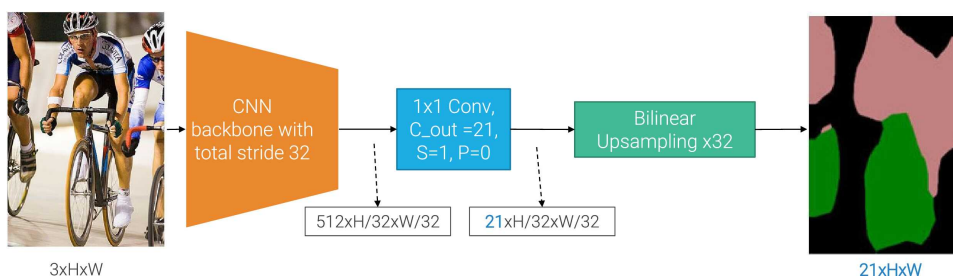 CNN
backbone with
total stride 32
1x1 Conv,
C_out =21,
S=1, P=0
Bilinear
Upsampling x32
512xH/32xW/32
21xH/32xW/32
3xHxW
21xHxW